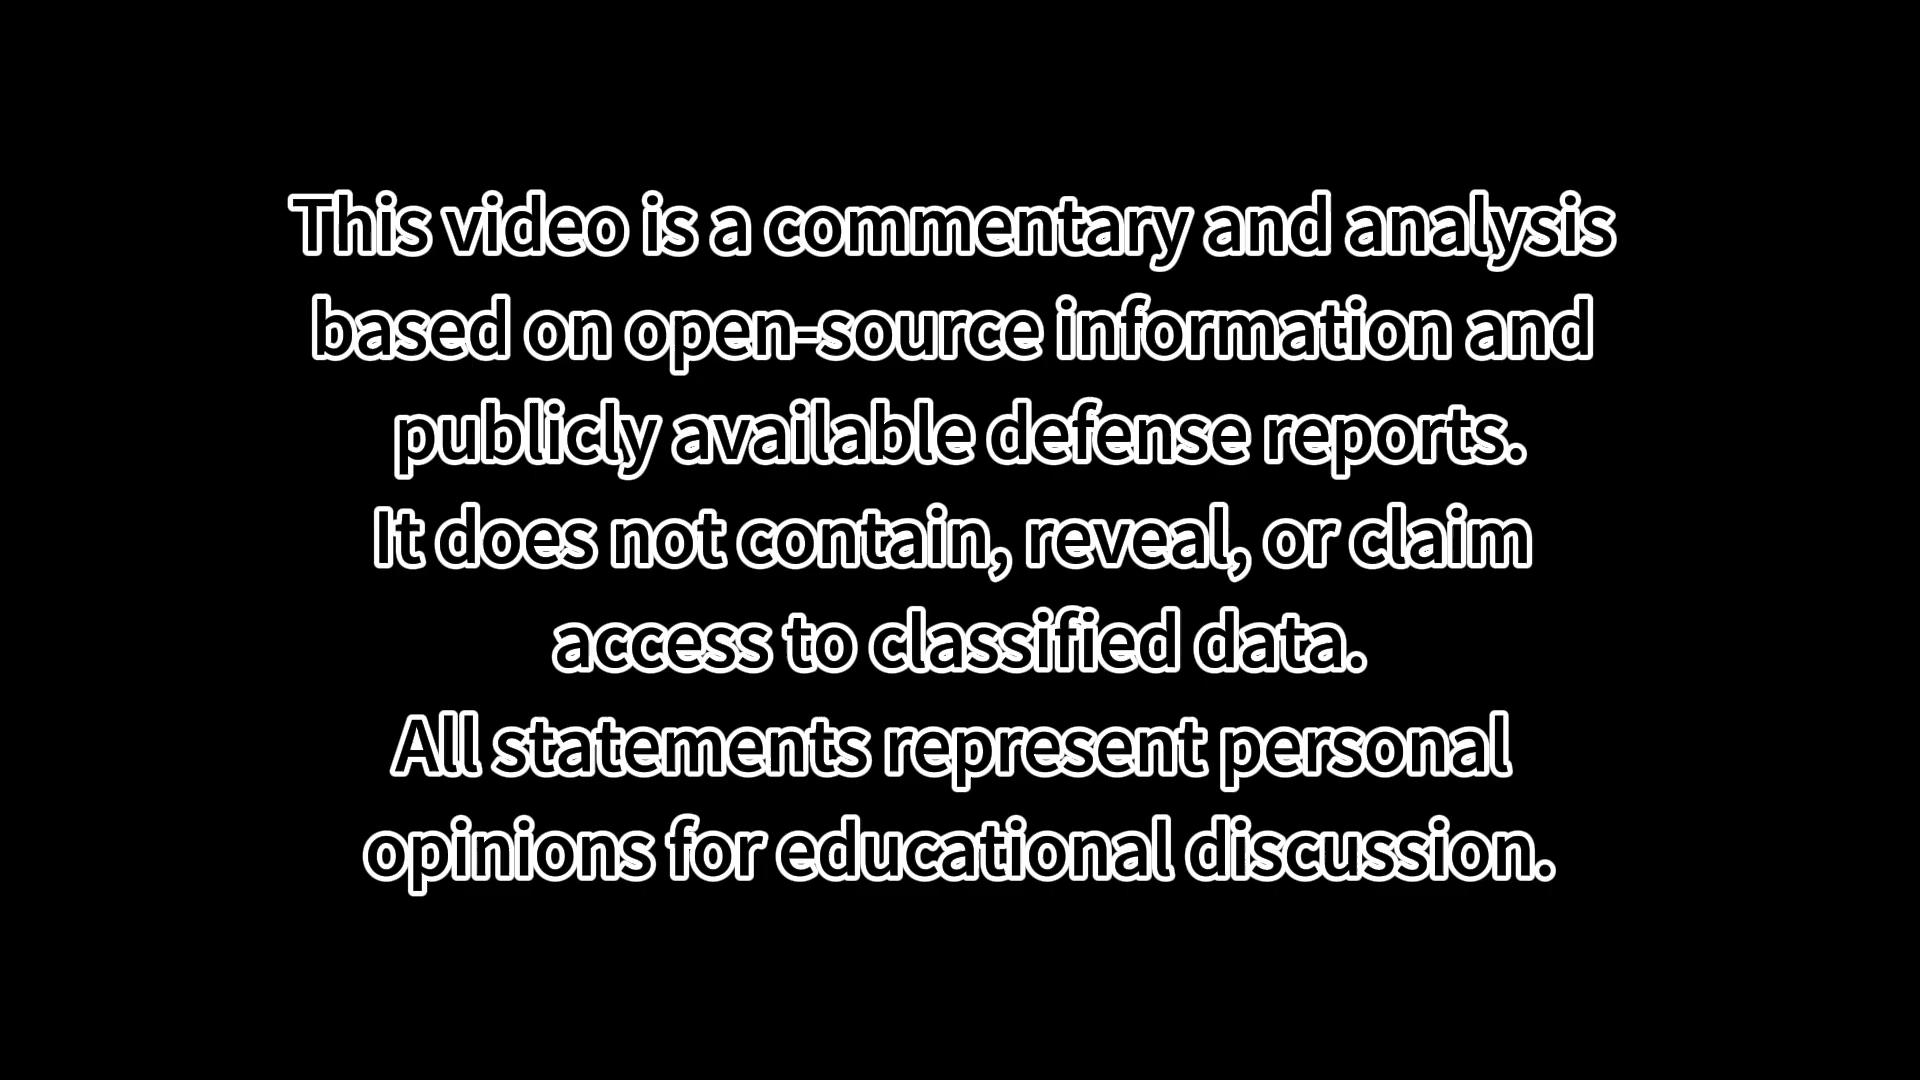 This video is a commentary and analysis
based on open-source information and
publicly available defense reports.
It does not contain, reveal, or claim
access to classified data.
All statements represent personal
opinions for educational discussion.